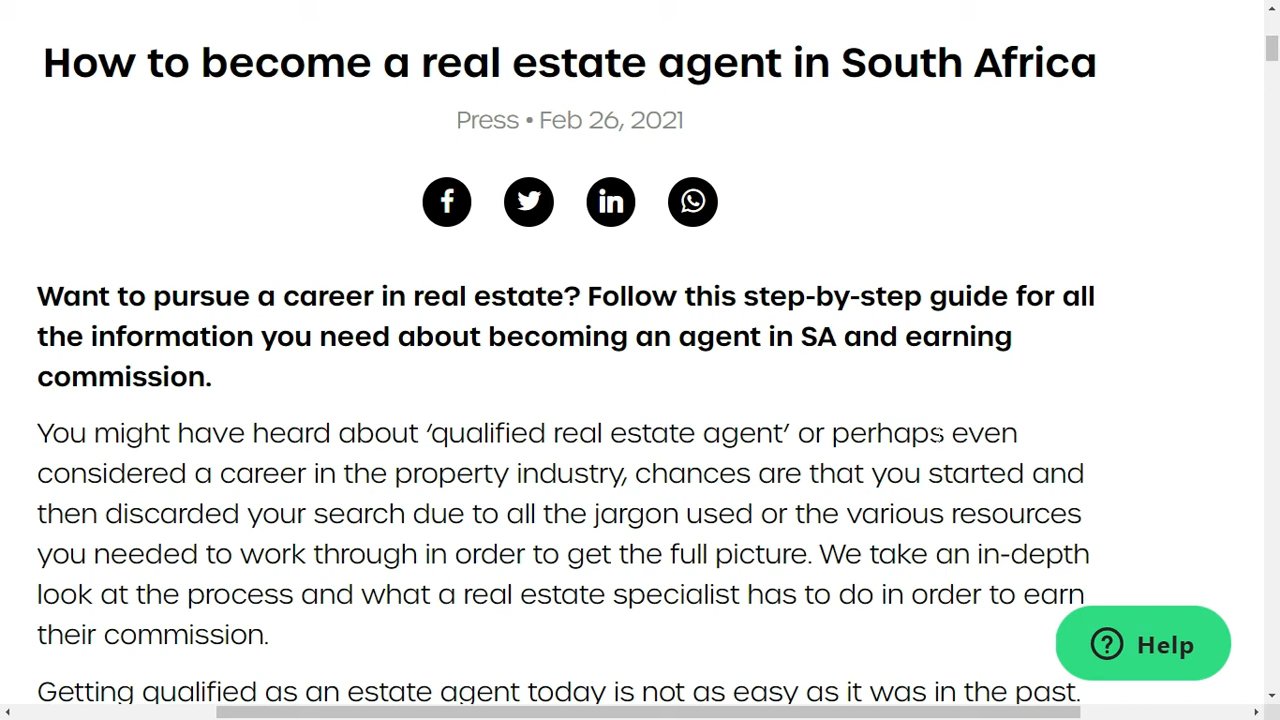 How to become a real estate agent in South Africa
Press • Feb 26, 2021
Want to pursue a career in real estate? Follow this step-by-step guide for all
the information you need about becoming an agent in SA and earning
commission.
You might have heard about ‘qualified real estate agent’ or perhaps even
considered a career in the property industry, chances are that you started and
then discarded your search due to all the jargon used or the various resources
you needed to work through in order to get the full picture. We take an in-depth
look at the process and what a real estate specialist has to do in order to earn
their commission.
Help
Getting qualified as an estate agent today is not as easy as it was in the past.